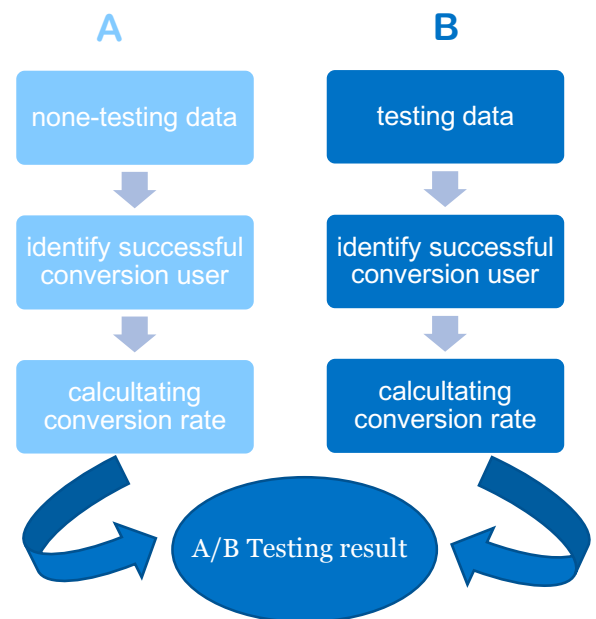 A
B
none-testing data
testing data
identify successful
conversion user
identify successful
conversion user
calcultating
conversion rate
calcultating
conversion rate
A/B Testing result